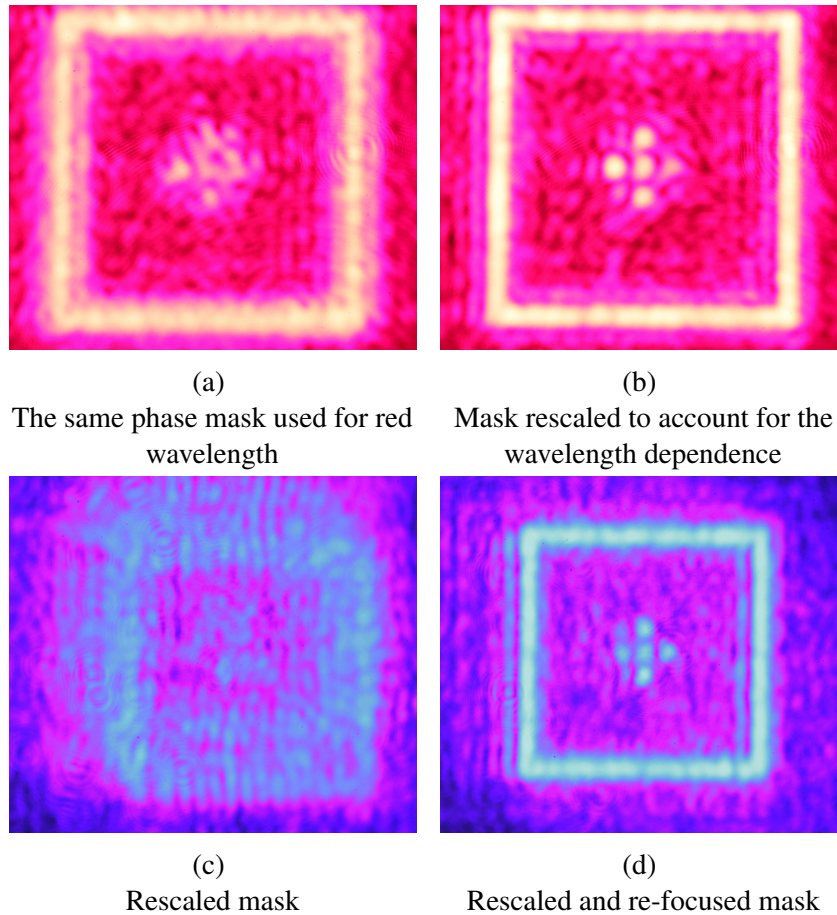 (a)
The same phase mask used for red
wavelength
(b)
Mask rescaled to account for the
wavelength dependence
(c)
Rescaled mask
(d)
Rescaled and re-focused mask